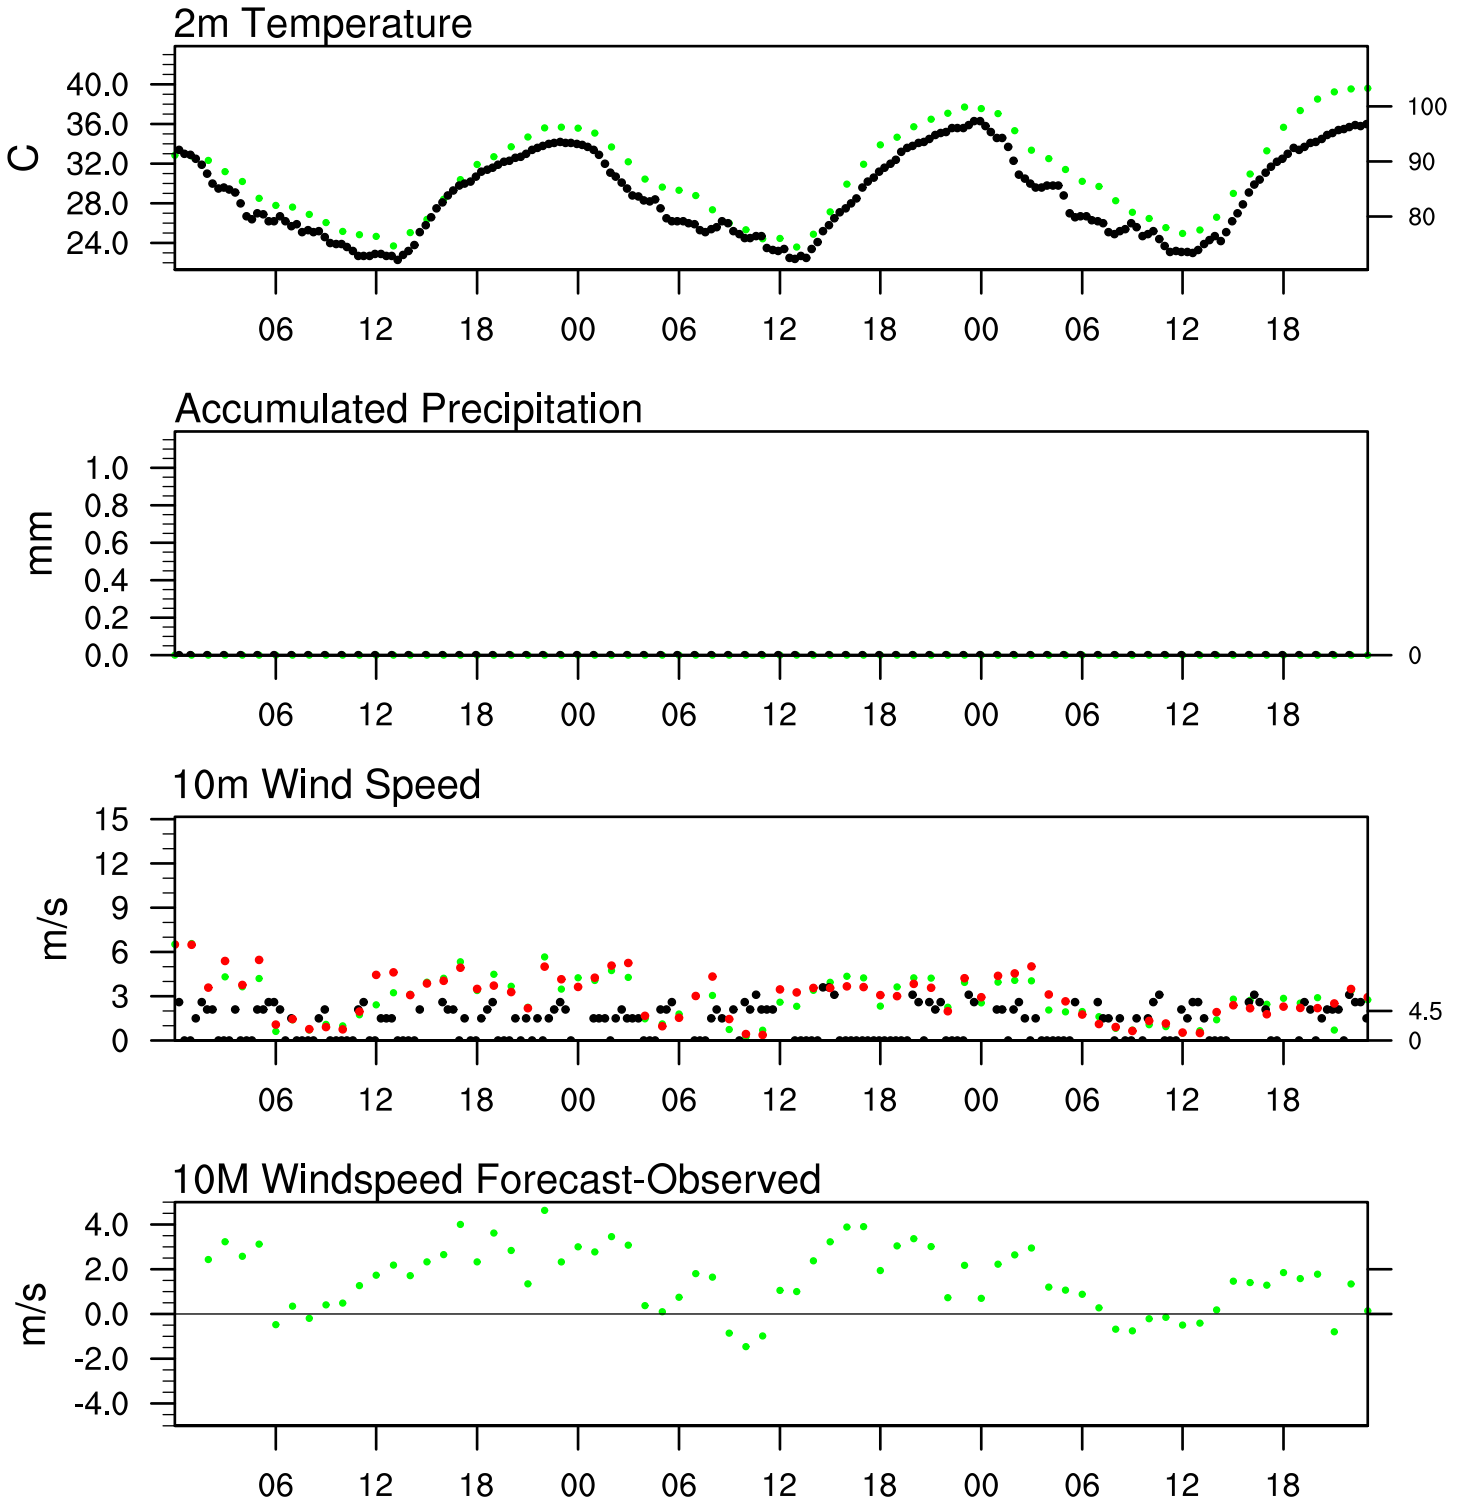 2m Temperature
40.0
36.0
32.0
28.0
24.0
C
100
90
80
06 12 18 00 06 12 18 00 06 12 18
Accumulated Precipitation
1.0
0.8
0.6
0.4
0.2
0.0
mm
0
06 12 18 00 06 12 18 00 06 12 18
10m Wind Speed
15
12
9
6
3
0
m/s
4.5
0
06 12 18 00 06 12 18 00 06 12 18
10M Windspeed Forecast-Observed
4.0
2.0
0.0
-2.0
-4.0
m/s
06 12 18 00 06 12 18 00 06 12 18